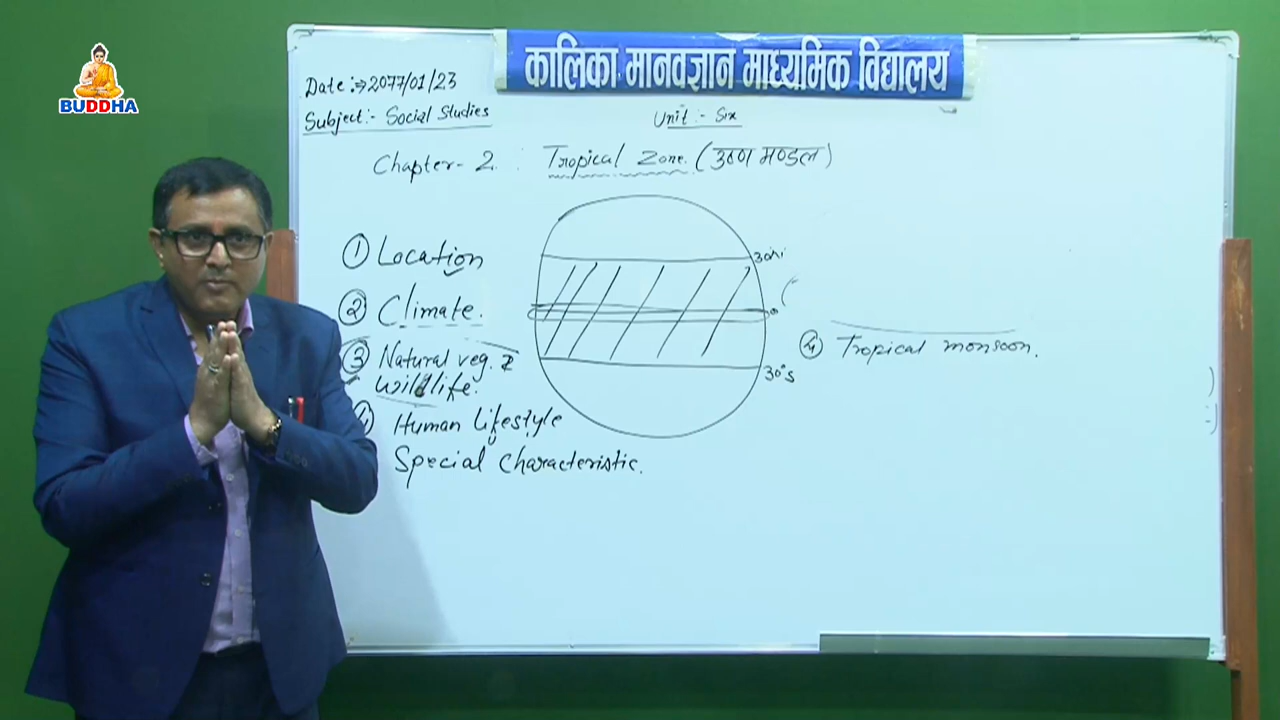 BUDDHA
कालिका मानवज्ञान माध्यमिक विद्यालय
Date :→ 2077/01/23
Subject:- Social Studies
Unit :- Six
Chapter - 2 : Tropical Zone. (उष्ण मण्डल)
① Location
② Climate.
③ Natural veg. &
Wildlife.
④ Human lifestyle
Special characteristic.
30°N
0°
30°S
④ Tropical monsoon.